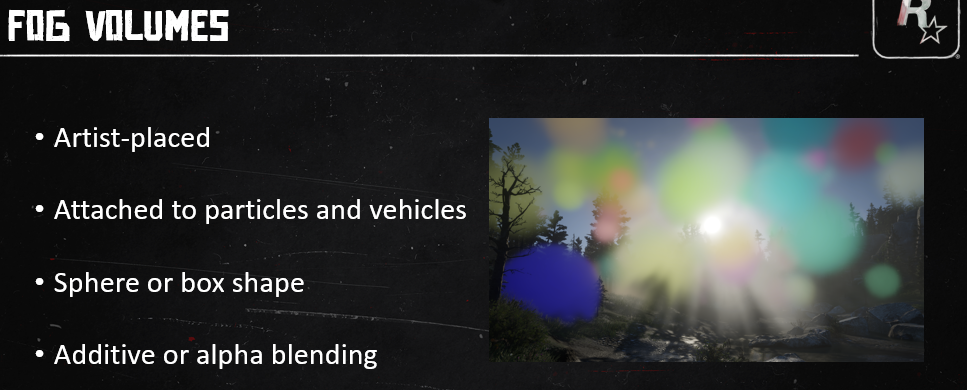 FOG VOLUMES
R
• Artist-placed
• Attached to particles and vehicles
• Sphere or box shape
• Additive or alpha blending